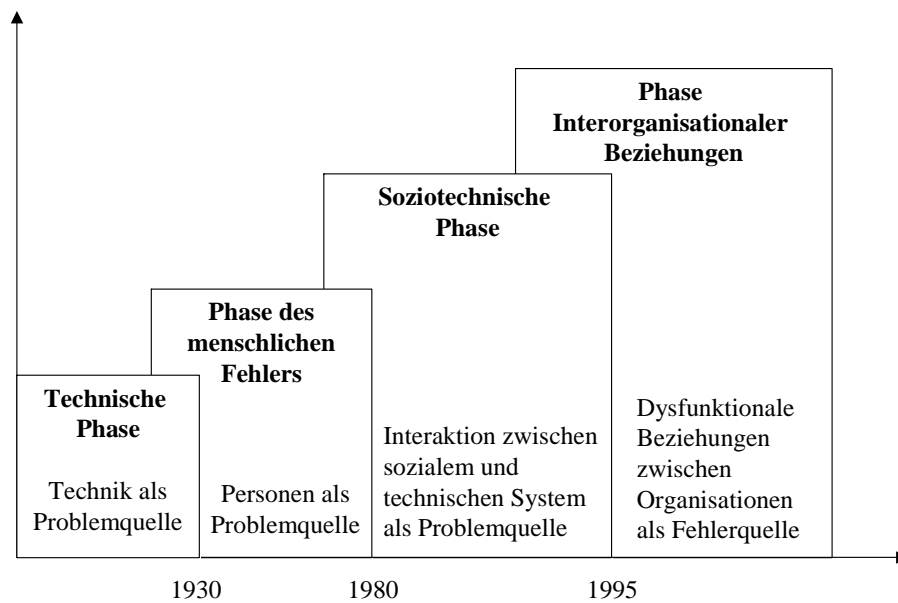 Phase
Interorganisationaler
Beziehungen
Soziotechnische
Phase
Phase des
menschlichen
Fehlers
Technische
Phase
Technik als
Problemquelle
Personen als
Problemquelle
Interaktion zwischen
sozialem und
technischen System
als Problemquelle
Dysfunktionale
Beziehungen
zwischen
Organisationen
als Fehlerquelle
1930
1980
1995